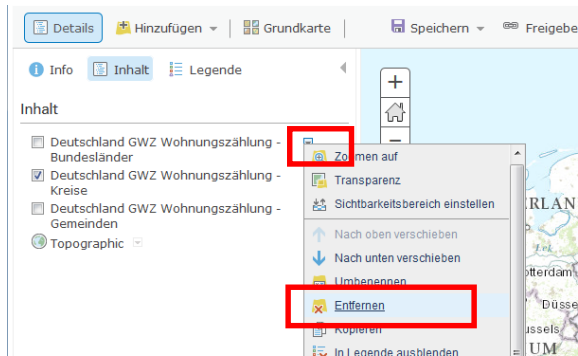 Details Hinzufügen Grundkarte Speichern Freigebe
Info Inhalt Legende
Inhalt
Deutschland GWZ Wohnungszählung -
Bundesländer
Deutschland GWZ Wohnungszählung -
Kreise
Deutschland GWZ Wohnungszählung -
Gemeinden
Topographic
+
−
Zoomen auf
Transparenz
Sichtbarkeitsbereich einstellen
Nach oben verschieben
Nach unten verschieben
Umbenennen
Entfernen
Kopieren
In Legende ausblenden
ERLAN
otterdam
Düsse
ussels
UM